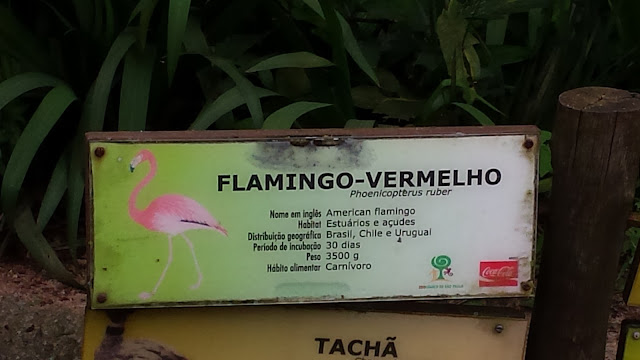 FLAMINGO-VERMELHO
Phoenicopterus ruber
Nome em inglês American flamingo
Habitat Estuários e açudes
Distribuição geográfica Brasil, Chile e Uruguai
Período de incubação 30 dias
Peso 3500 g
Hábito alimentar Carnívoro
Coca-Cola
TACHÃ